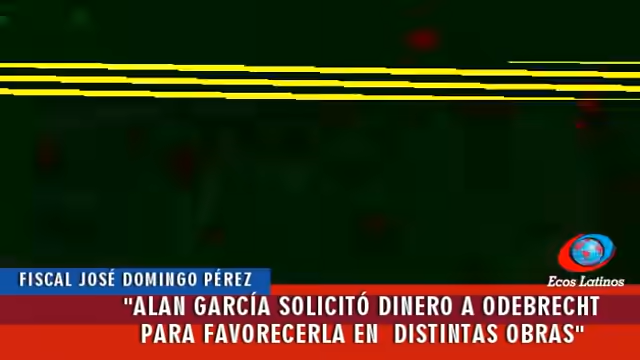 Ecos Latinos
FISCAL JOSÉ DOMINGO PÉREZ
"ALAN GARCÍA SOLICITÓ DINERO A ODEBRECHT
PARA FAVORECERLA EN DISTINTAS OBRAS"